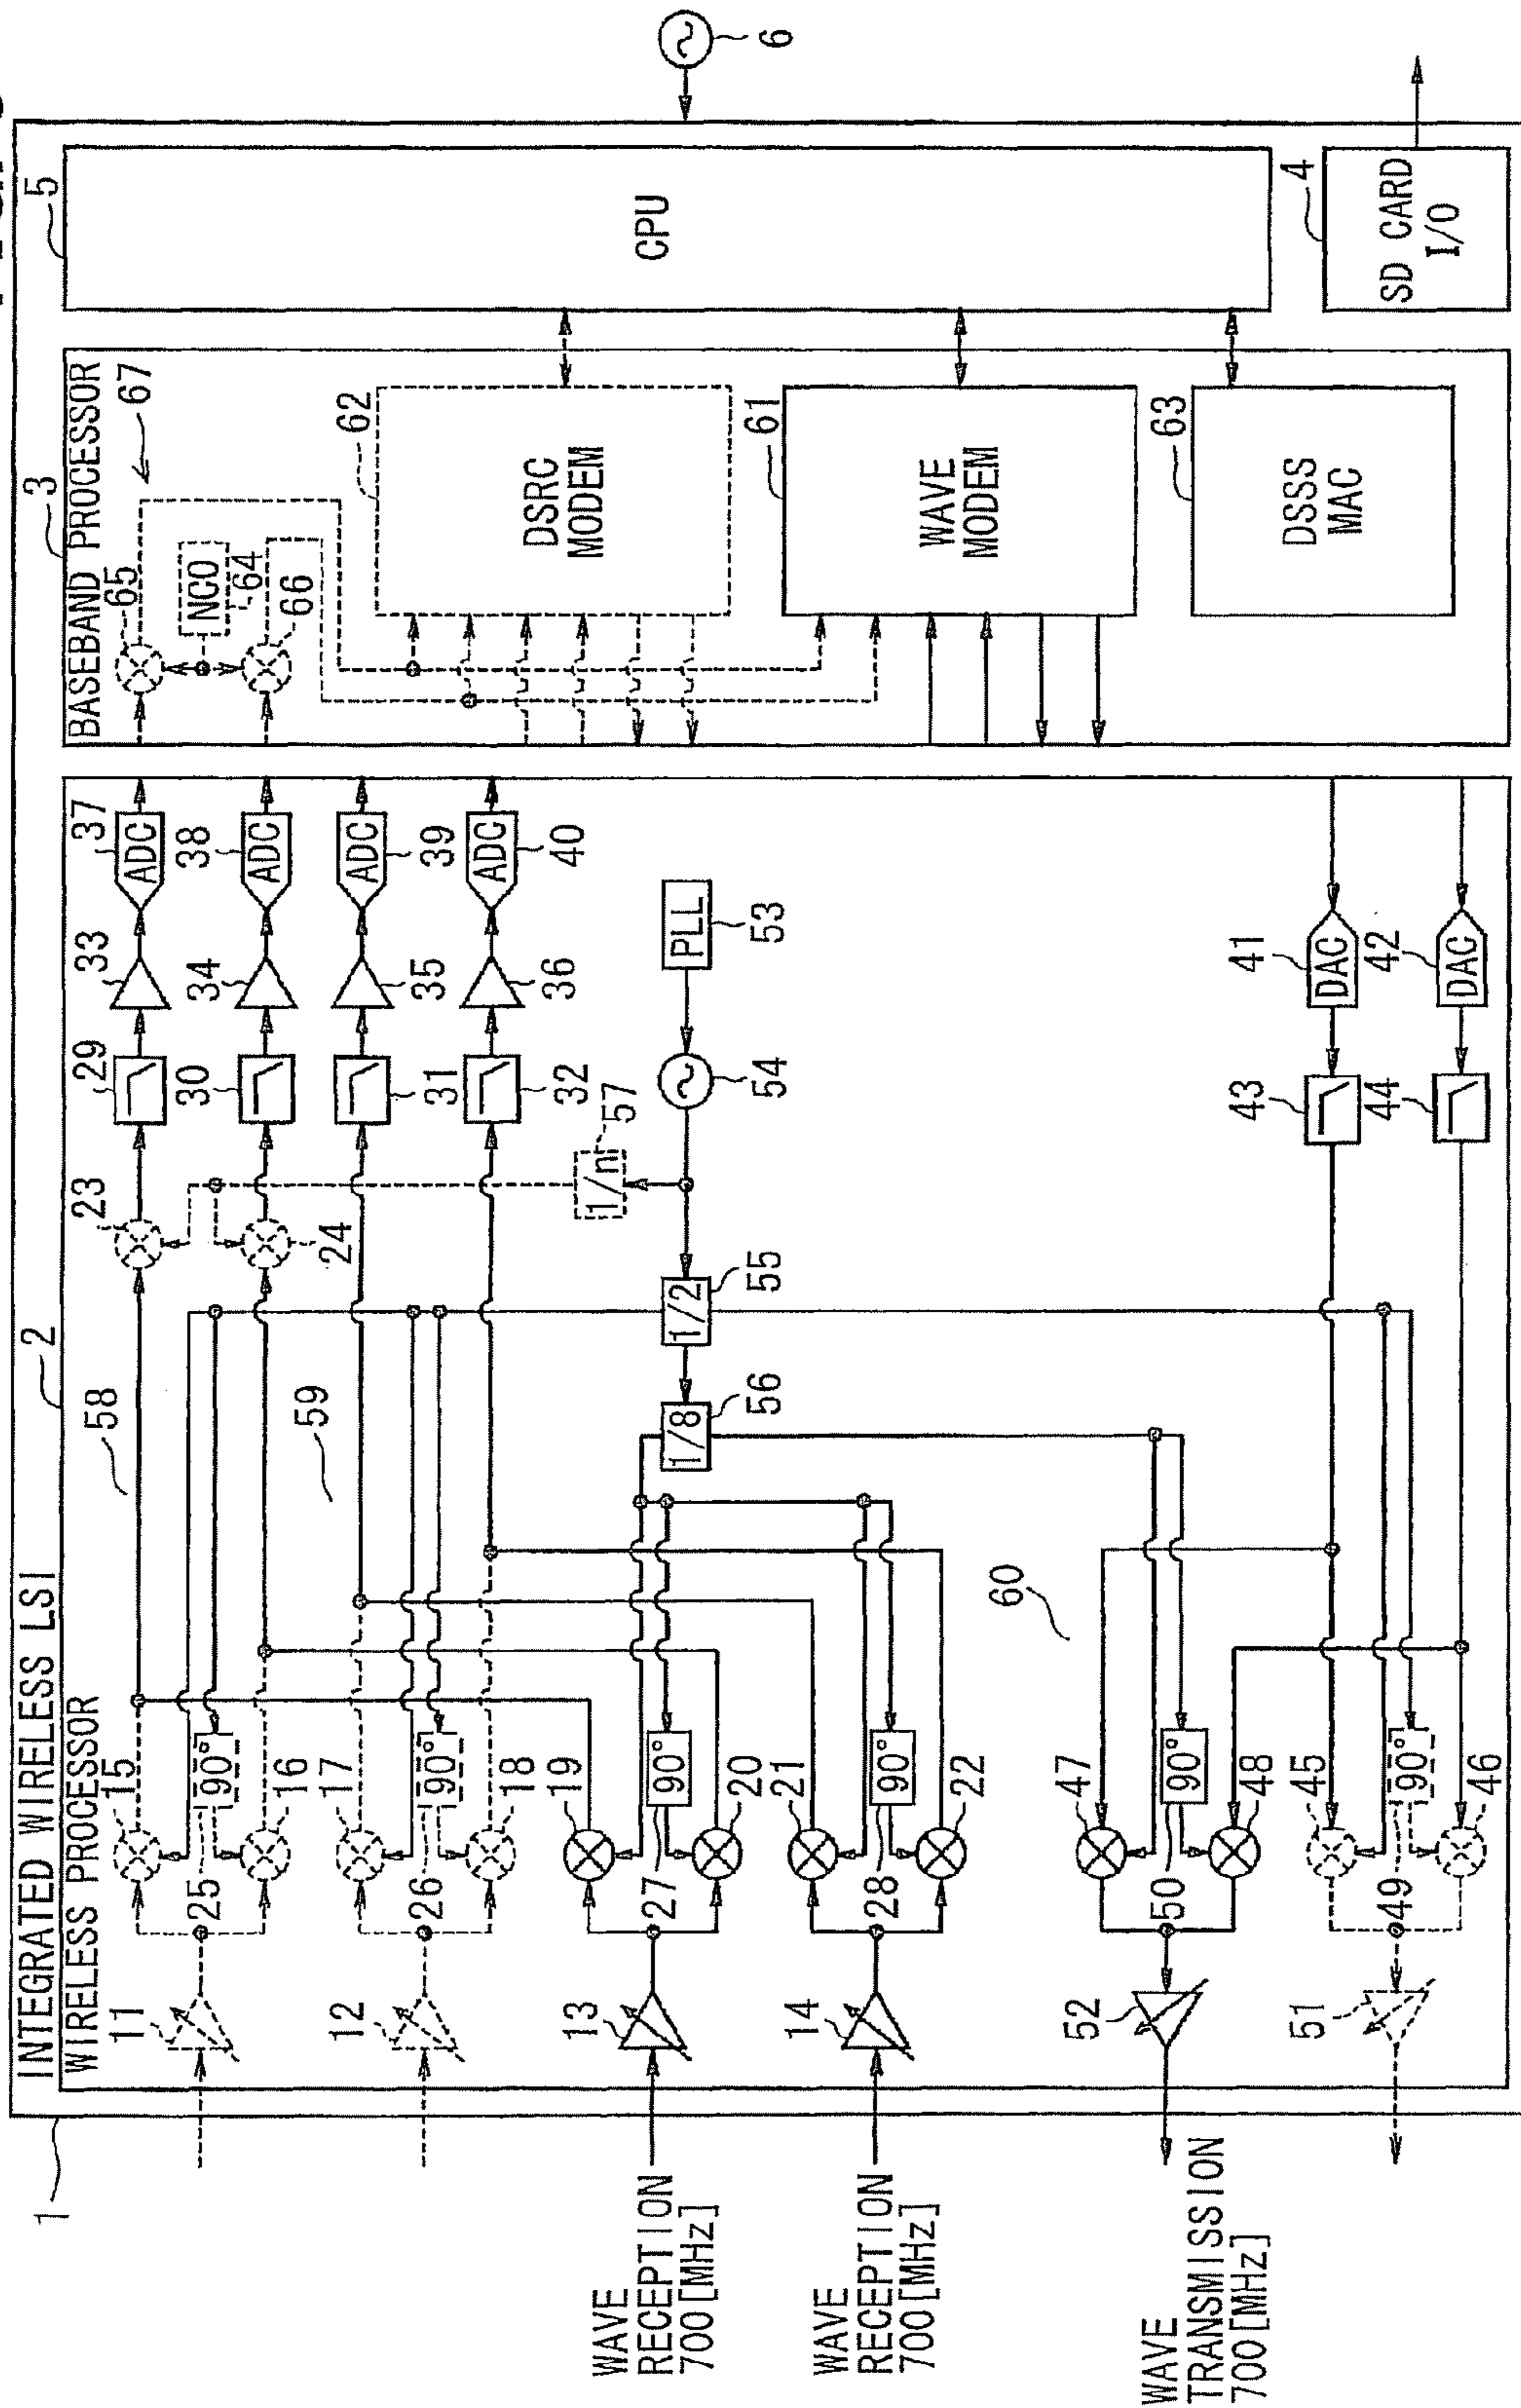 INTEGRATED WIRELESS LSI
WIRELESS PROCESSOR
BASEBAND PROCESSOR
1
2
3
4
5
6
11
12
13
14
15
16
17
18
19
20
21
22
23
24
25
26
27
28
29
30
31
32
33
34
35
36
37
38
39
40
41
42
43
44
45
46
47
48
49
50
51
52
53
54
55
56
57
58
59
60
61
62
63
64
65
66
67
90°
90°
90°
90°
90°
90°
ADC
ADC
ADC
ADC
PLL
1/n
1/2
1/8
DAC
DAC
NCO
DSRC
MODEM
WAVE
MODEM
DSSS
MAC
CPU
SD CARD
I/O
WAVE
RECEPTION
700[MHz]
WAVE
RECEPTION
700[MHz]
WAVE
TRANSMISSION
700[MHz]